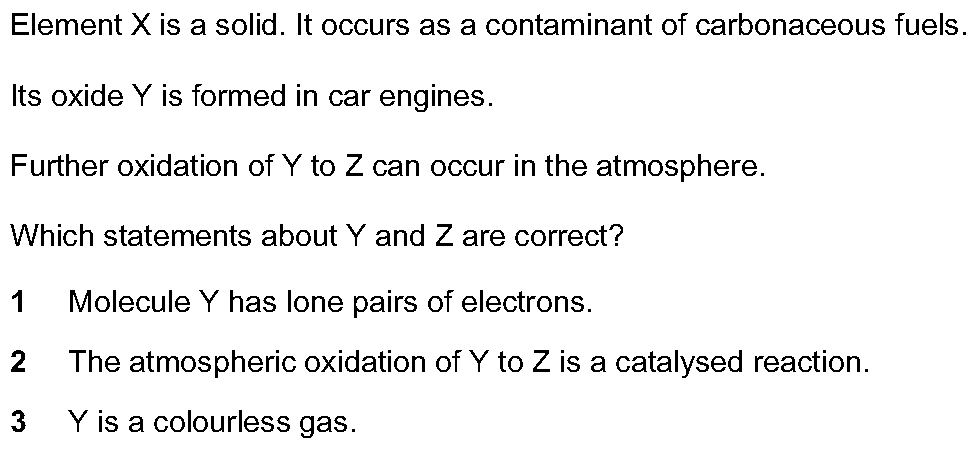 Element X is a solid. It occurs as a contaminant of carbonaceous fuels.
Its oxide Y is formed in car engines.
Further oxidation of Y to Z can occur in the atmosphere.
Which statements about Y and Z are correct?
1 Molecule Y has lone pairs of electrons.
2 The atmospheric oxidation of Y to Z is a catalysed reaction.
3 Y is a colourless gas.